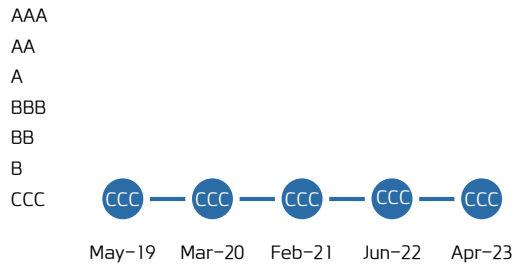 AAA
AA
A
BBB
BB
B
CCC CCC CCC CCC CCC CCC
May-19 Mar-20 Feb-21 Jun-22 Apr-23